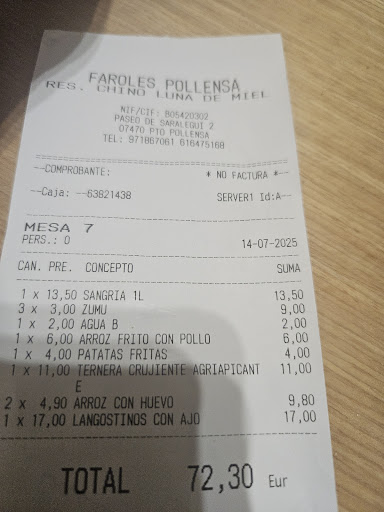 FAROLES POLLENSA
RES. CHINO LUNA DE MIEL
NIF/CIF: B05420302
PASEO DE SARALEGUI 2
07470 PTO POLLENSA
TEL: 971867061 616475168
--COMPROBANTE: * NO FACTURA *--
--Caja: --63821438 SERVER1 Id:A--
MESA 7
PERS.: 0 14-07-2025
CAN. PRE. CONCEPTO SUMA
1 x 13,50 SANGRIA 1L 13,50
3 x 3,00 ZUMU 9,00
1 x 2,00 AGUA B 2,00
1 x 6,00 ARROZ FRITO CON POLLO 6,00
1 x 4,00 PATATAS FRITAS 4,00
1 x 11,00 TERNERA CRUJIENTE AGRIAPICANT 11,00
E
2 x 4,90 ARROZ CON HUEVO 9,80
1 x 17,00 LANGOSTINOS CON AJO 17,00
TOTAL 72,30 Eur